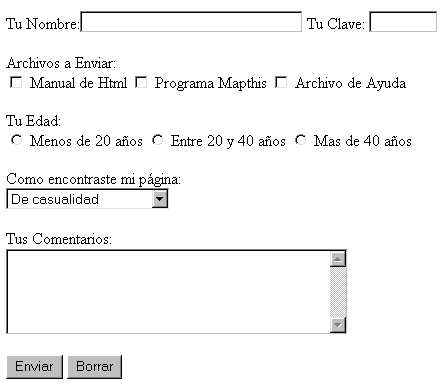 Tu Nombre: Tu Clave:
Archivos a Enviar:
Manual de Html Programa Mapthis Archivo de Ayuda
Tu Edad:
Menos de 20 años Entre 20 y 40 años Mas de 40 años
Como encontraste mi página:
De casualidad
Tus Comentarios:
Enviar Borrar